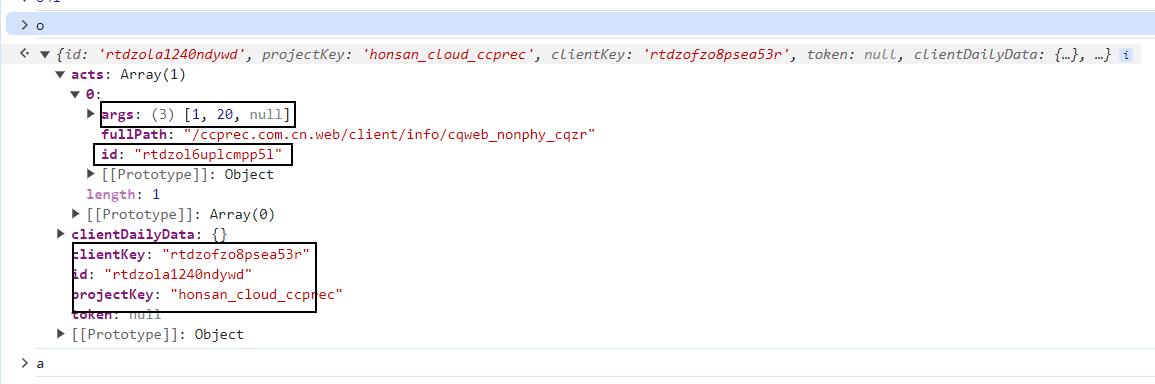 o
{id: 'rtdzola1240ndywd', projectKey: 'honsan_cloud_ccprec', clientKey: 'rtdzofzo8psea53r', token: null, clientDailyData: {…}, …} i
acts: Array(1)
0:
args: (3) [1, 20, null]
fullPath: "/ccprec.com.cn.web/client/info/cqweb_nonphy_cqzr"
id: "rtdzol6uplcmpp5l"
[[Prototype]]: Object
length: 1
[[Prototype]]: Array(0)
clientDailyData: {}
clientKey: "rtdzofzo8psea53r"
id: "rtdzola1240ndywd"
projectKey: "honsan_cloud_ccprec"
token: null
[[Prototype]]: Object
a